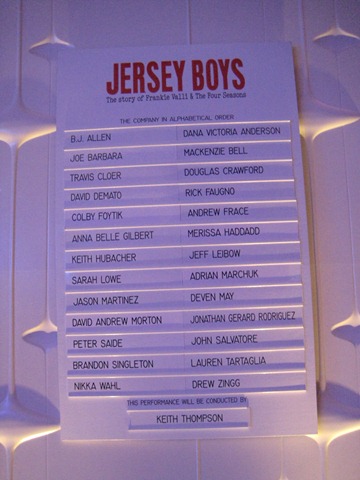 JERSEY BOYS
The story of Frankie Valli & The Four Seasons
THE COMPANY IN ALPHABETICAL ORDER
B.J. ALLEN DANA VICTORIA ANDERSON
JOE BARBARA MACKENZIE BELL
TRAVIS CLOER DOUGLAS CRAWFORD
DAVID DEMATO RICK FAUGNO
COLBY FOYTIK ANDREW FRACE
ANNA BELLE GILBERT MERISSA HADDADD
KEITH HUBACHER JEFF LEIBOW
SARAH LOWE ADRIAN MARCHUK
JASON MARTINEZ DEVEN MAY
DAVID ANDREW MORTON JONATHAN GERARD RODRIGUEZ
PETER SAIDE JOHN SALVATORE
BRANDON SINGLETON LAUREN TARTAGLIA
NIKKA WAHL DREW ZINGG
THIS PERFORMANCE WILL BE CONDUCTED BY
KEITH THOMPSON